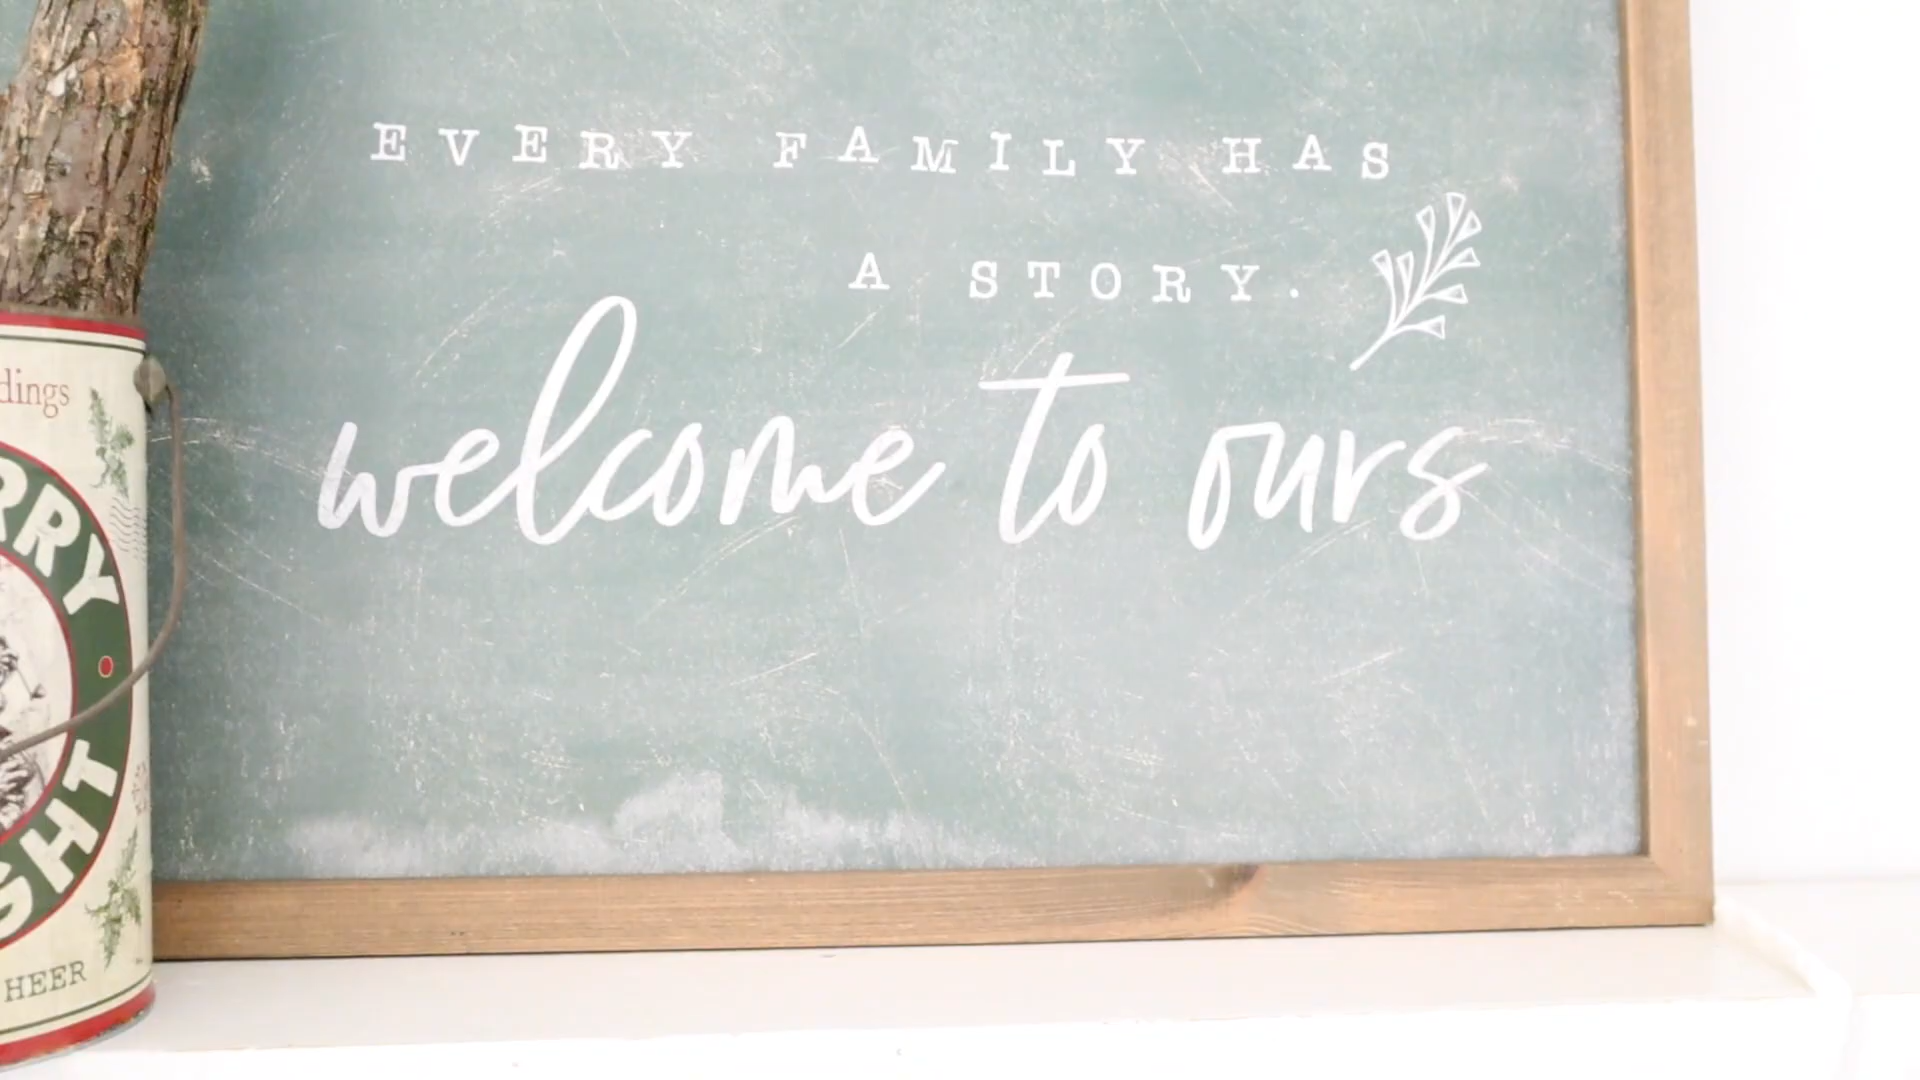 EVERY FAMILY HAS
A STORY.
welcome to ours
dings
RRY
GHT
HEER